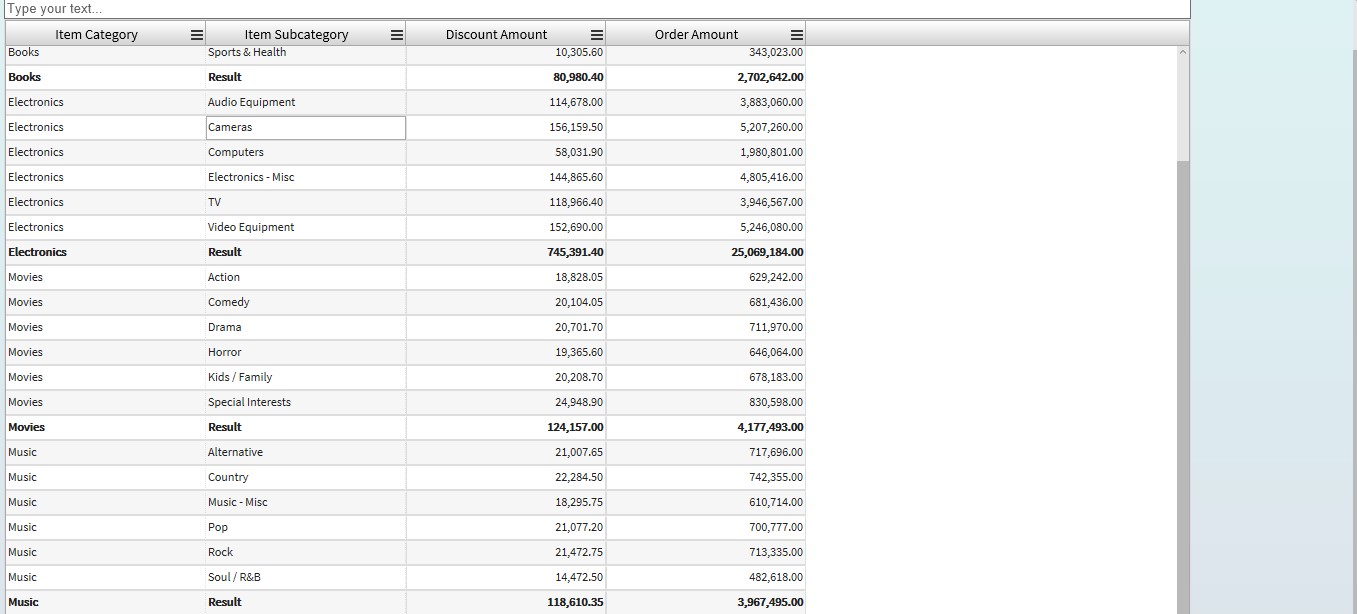 Type your text...
Item Category Item Subcategory Discount Amount Order Amount
Books Sports & Health 10,305.60 343,023.00
Books Result 80,980.40 2,702,642.00
Electronics Audio Equipment 114,678.00 3,883,060.00
Electronics Cameras 156,159.50 5,207,260.00
Electronics Computers 58,031.90 1,980,801.00
Electronics Electronics - Misc 144,865.60 4,805,416.00
Electronics TV 118,966.40 3,946,567.00
Electronics Video Equipment 152,690.00 5,246,080.00
Electronics Result 745,391.40 25,069,184.00
Movies Action 18,828.05 629,242.00
Movies Comedy 20,104.05 681,436.00
Movies Drama 20,701.70 711,970.00
Movies Horror 19,365.60 646,064.00
Movies Kids / Family 20,208.70 678,183.00
Movies Special Interests 24,948.90 830,598.00
Movies Result 124,157.00 4,177,493.00
Music Alternative 21,007.65 717,696.00
Music Country 22,284.50 742,355.00
Music Music - Misc 18,295.75 610,714.00
Music Pop 21,077.20 700,777.00
Music Rock 21,472.75 713,335.00
Music Soul / R&B 14,472.50 482,618.00
Music Result 118,610.35 3,967,495.00